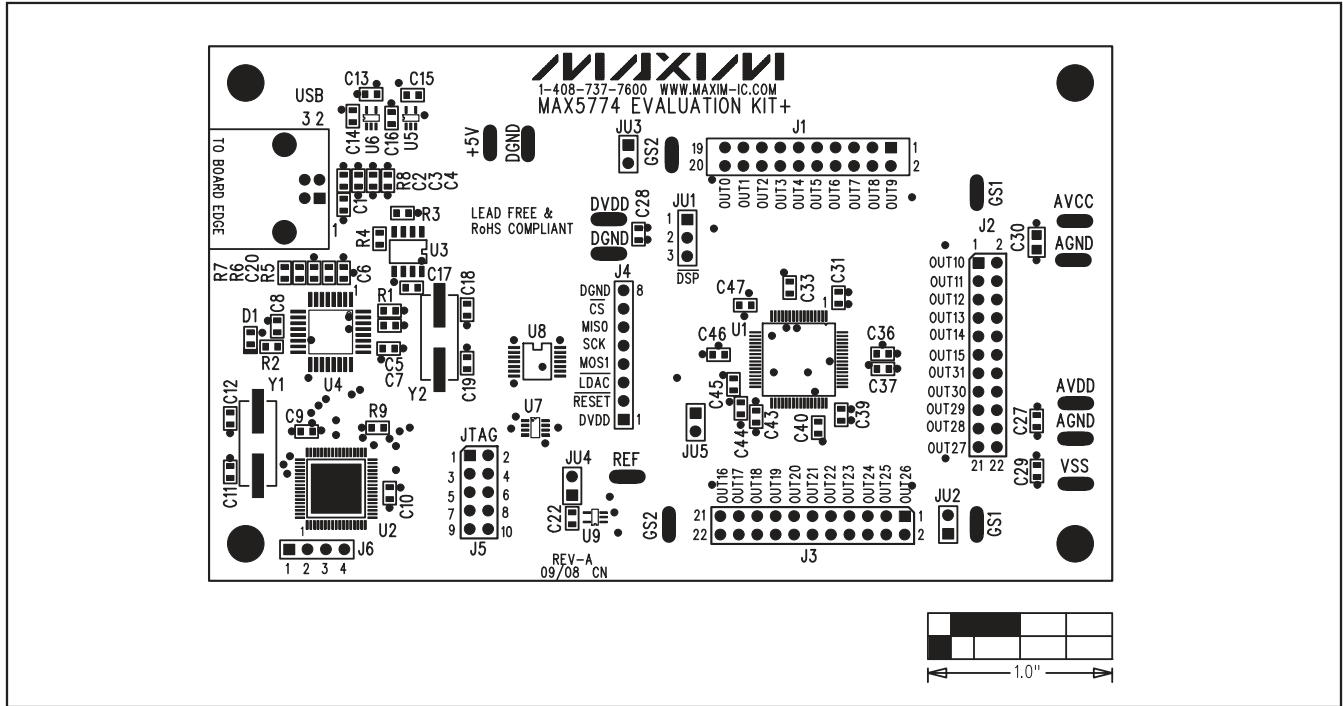 MAXIM
1-408-737-7600 WWW.MAXIM-IC.COM
MAX5774 EVALUATION KIT+
C13
C15
USB
3 2
C14
U6
C16
U5
TO BOARD EDGE
R8
C2
C3
C4
C1
1
+5V
DGND
JU3
GS2
J1
19
1
20
2
OUT0
OUT1
OUT2
OUT3
OUT4
OUT5
OUT6
OUT7
OUT8
OUT9
GS1
AVCC
AGND
C30
J2
1 2
OUT10
OUT11
OUT12
OUT13
OUT14
OUT15
OUT31
OUT30
OUT29
OUT28
OUT27
21 22
R3
R4
U3
LEAD FREE &
RoHS COMPLIANT
DVDD
DGND
C28
JU1
1
2
3
DSP
R7
R6
C20
R5
C6
1
C17
C18
R1
C5
C7
Y2
C19
D1
C8
R2
U4
Y1
C12
C11
C9
R9
U2
C10
1
J6
1 2 3 4
J4
DGND 8
CS
MISO
SCK
MOS1
LDAC
RESET
DVDD 1
U8
U7
JTAG
1 2
3 4
5 6
7 8
9 10
J5
JU4
C22
U9
REF
GS2
REV-A
09/08 CN
C47
C33
C31
U1
1
C46
C36
C37
C45
C44
C43
C40
C39
JU5
AVDD
AGND
C27
VSS
C29
OUT16
OUT17
OUT18
OUT19
OUT20
OUT21
OUT22
OUT23
OUT24
OUT25
OUT26
21
1
22
2
J3
JU2
GS1
1.0"